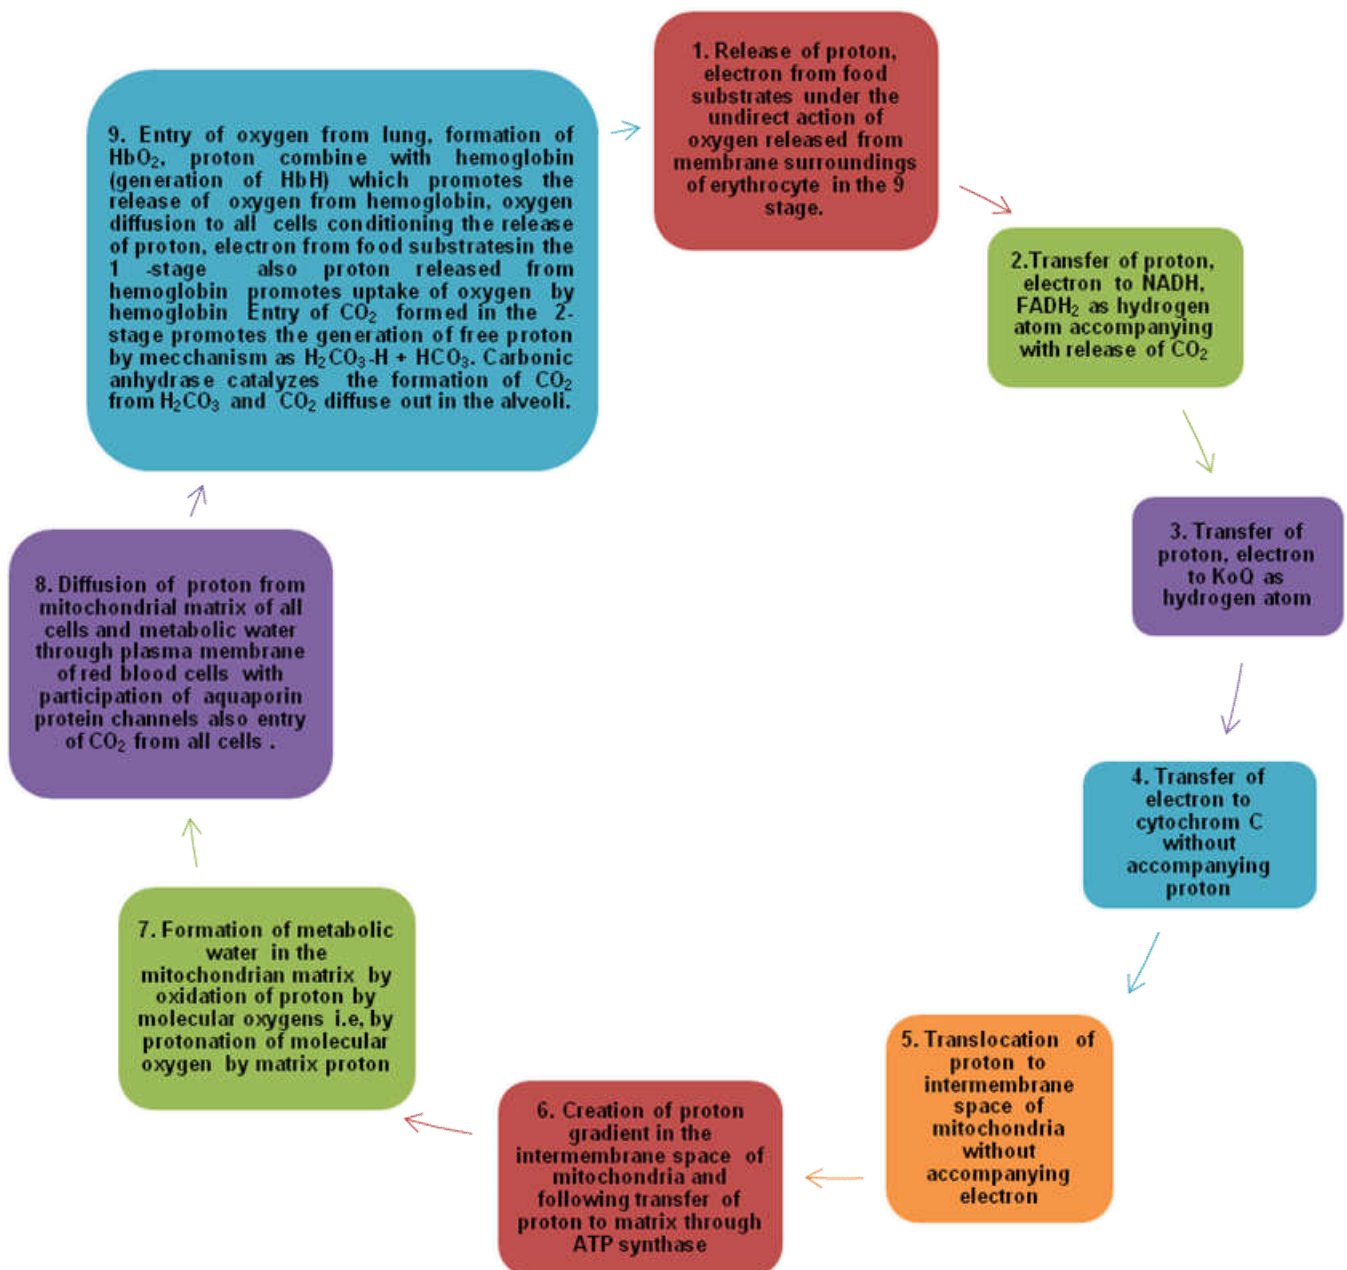 1. Release of proton,
electron from food
substrates under the
undirect action of
oxygen released from
membrane surroundings
of erythrocyte in the 9
stage.
2.Transfer of proton,
electron to NADH,
FADH₂ as hydrogen
atom accompanying
with release of CO₂
3. Transfer of
proton, electron
to KoQ as
hydrogen atom
4. Transfer of
electron to
cytochrom C
without
accompanying
proton
5. Translocation of
proton to
intermembrane
space of
mitochondria
without
accompanying
electron
6. Creation of proton
gradient in the
intermembrane space of
mitochondria and
following transfer of
proton to matrix through
ATP synthase
7. Formation of metabolic
water in the
mitochondrian matrix by
oxidation of proton by
molecular oxygens i.e, by
protonation of molecular
oxygen by matrix proton
8. Diffusion of proton from
mitochondrial matrix of all
cells and metabolic water
through plasma membrane
of red blood cells with
participation of aquaporin
protein channels also entry
of CO₂ from all cells .
9. Entry of oxygen from lung, formation of
HbO₂, proton combine with hemoglobin
(generation of HbH) which promotes the
release of oxygen from hemoglobin, oxygen
diffusion to all cells conditioning the release
of proton, electron from food substratesin the
1 -stage also proton released from
hemoglobin promotes uptake of oxygen by
hemoglobin Entry of CO₂ formed in the 2-
stage promotes the generation of free proton
by mecchanism as H₂CO₃-H + HCO₃. Carbonic
anhydrase catalyzes the formation of CO₂
from H₂CO₃ and CO₂ diffuse out in the alveoli.